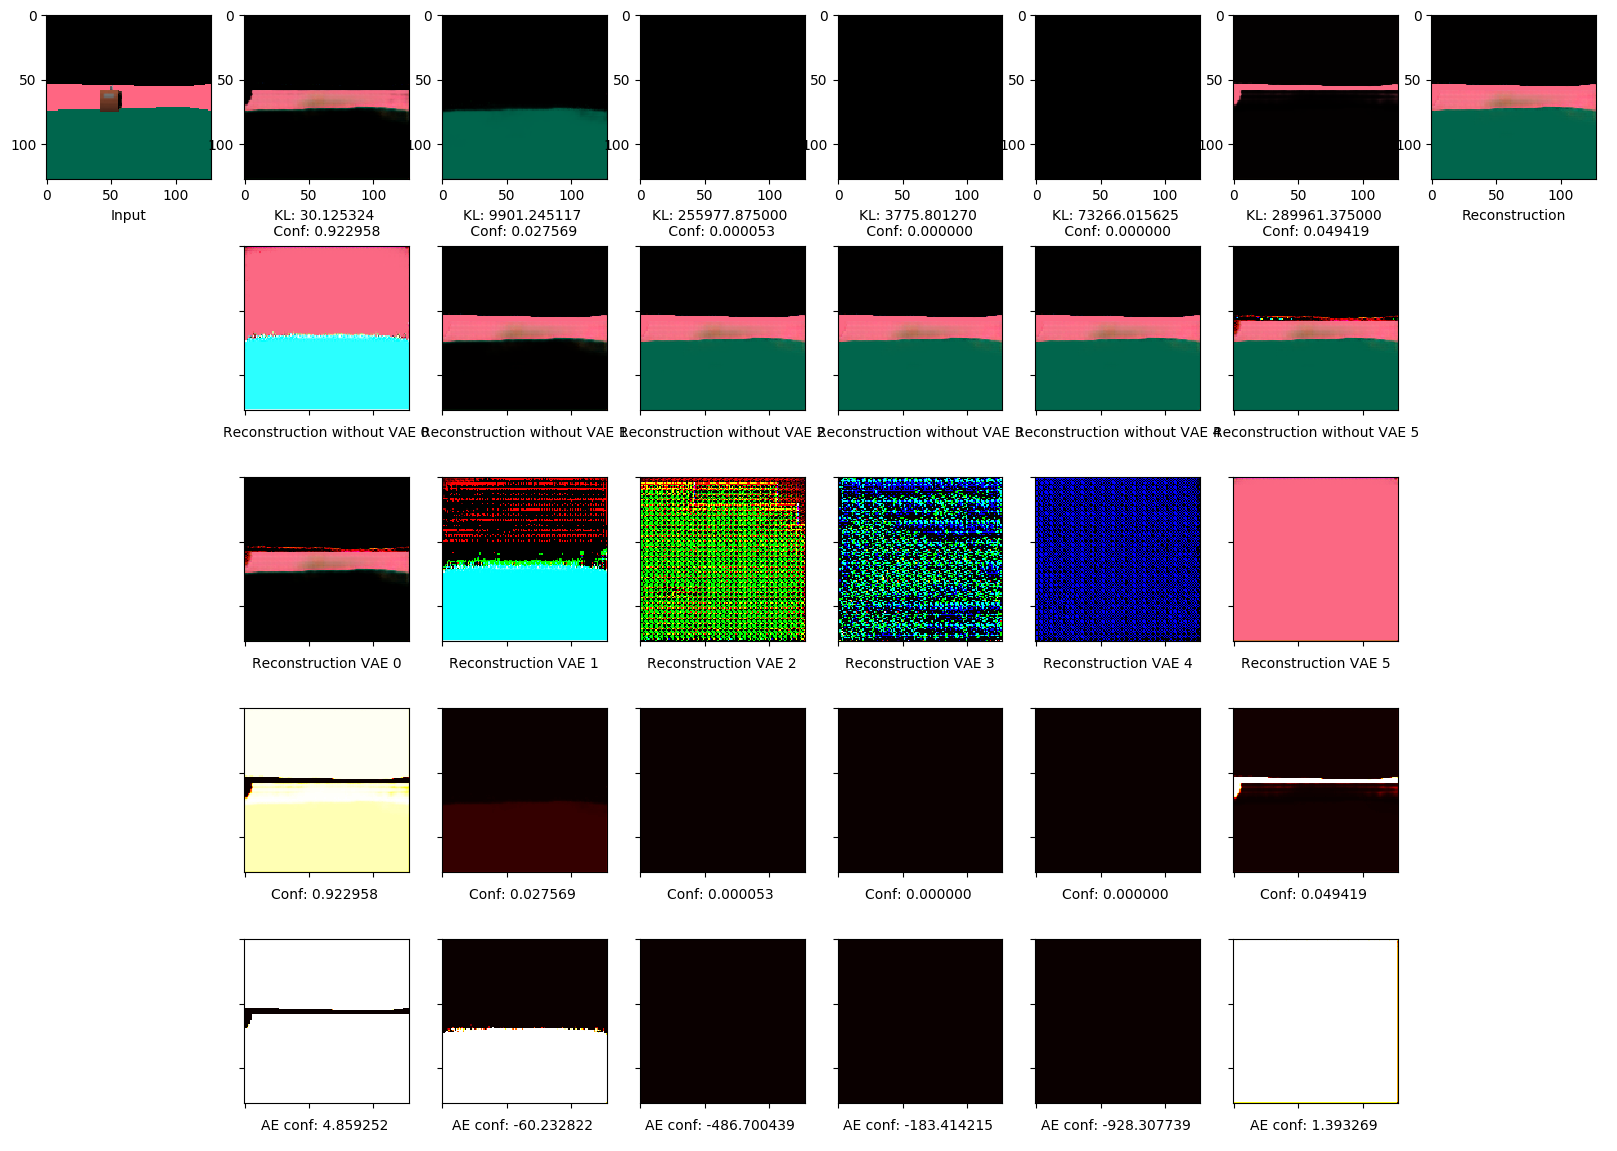 0
50
100
0
50
100
Input
0
50
100
0
50
100
KL: 30.125324
Conf: 0.922958
0
50
100
0
50
100
KL: 9901.245117
Conf: 0.027569
0
50
100
0
50
100
KL: 255977.875000
Conf: 0.000053
0
50
100
0
50
100
KL: 3775.801270
Conf: 0.000000
0
50
100
0
50
100
KL: 73266.015625
Conf: 0.000000
0
50
100
0
50
100
KL: 289961.375000
Conf: 0.049419
0
50
100
0
50
100
Reconstruction
Reconstruction without VAE 0
Reconstruction without VAE 1
Reconstruction without VAE 2
Reconstruction without VAE 3
Reconstruction without VAE 4
Reconstruction without VAE 5
Reconstruction VAE 0
Reconstruction VAE 1
Reconstruction VAE 2
Reconstruction VAE 3
Reconstruction VAE 4
Reconstruction VAE 5
Conf: 0.922958
Conf: 0.027569
Conf: 0.000053
Conf: 0.000000
Conf: 0.000000
Conf: 0.049419
AE conf: 4.859252
AE conf: -60.232822
AE conf: -486.700439
AE conf: -183.414215
AE conf: -928.307739
AE conf: 1.393269